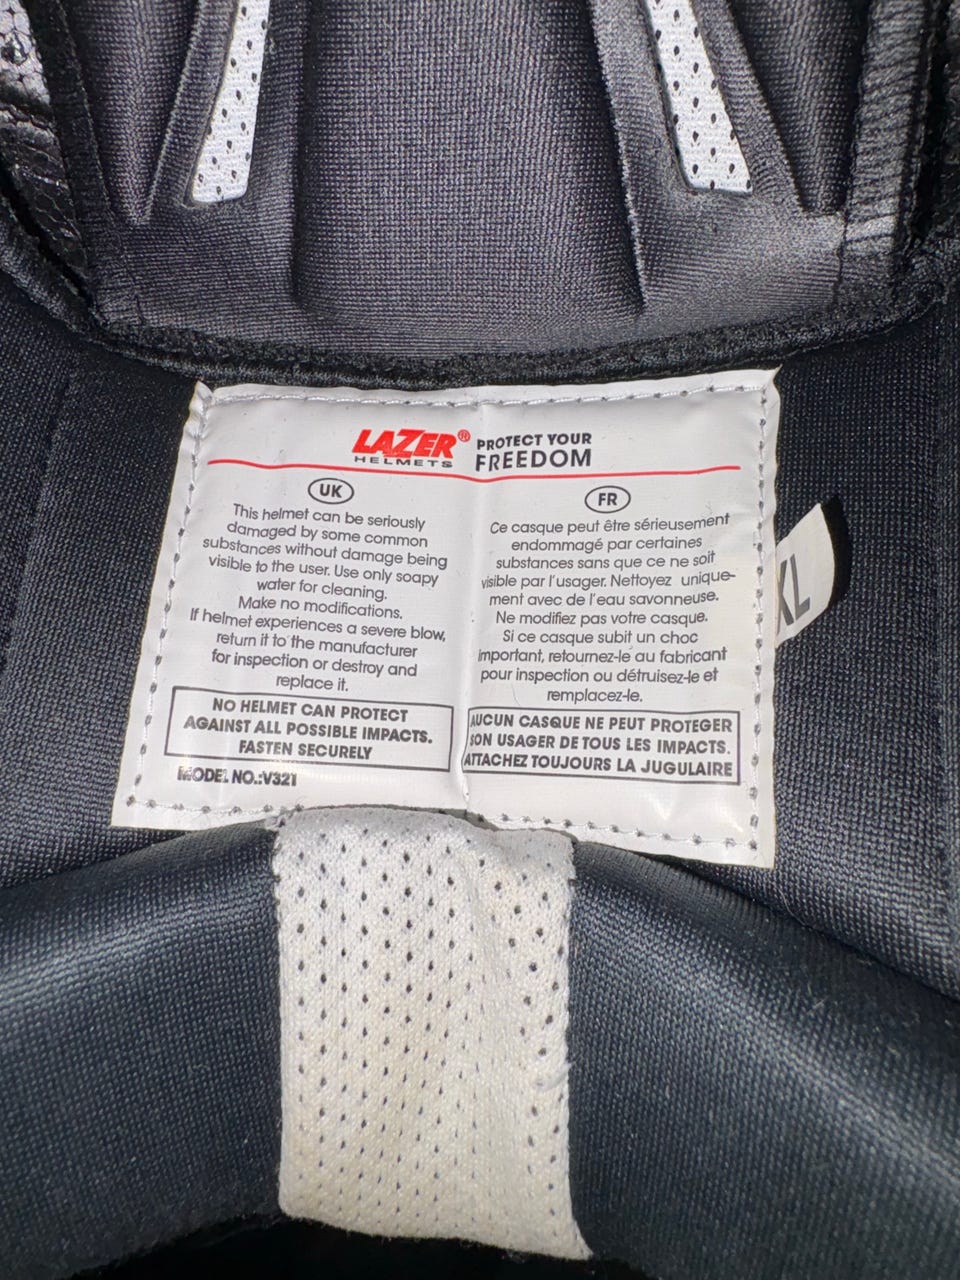 LAZER®
HELMETS
PROTECT YOUR
FREEDOM
UK
This helmet can be seriously
damaged by some common
substances without damage being
visible to the user. Use only soapy
water for cleaning.
Make no modifications.
If helmet experiences a severe blow,
return it to the manufacturer
for inspection or destroy and
replace it.
NO HELMET CAN PROTECT
AGAINST ALL POSSIBLE IMPACTS.
FASTEN SECURELY
MODEL NO.:V321
FR
Ce casque peut être sérieusement
endommagé par certaines
substances sans que ce ne soit
visible par l'usager. Nettoyez unique-
ment avec de l'eau savonneuse.
Ne modifiez pas votre casque.
Si ce casque subit un choc
important, retournez-le au fabricant
pour inspection ou détruisez-le et
remplacez-le.
AUCUN CASQUE NE PEUT PROTEGER
SON USAGER DE TOUS LES IMPACTS.
ATTACHEZ TOUJOURS LA JUGULAIRE
XL